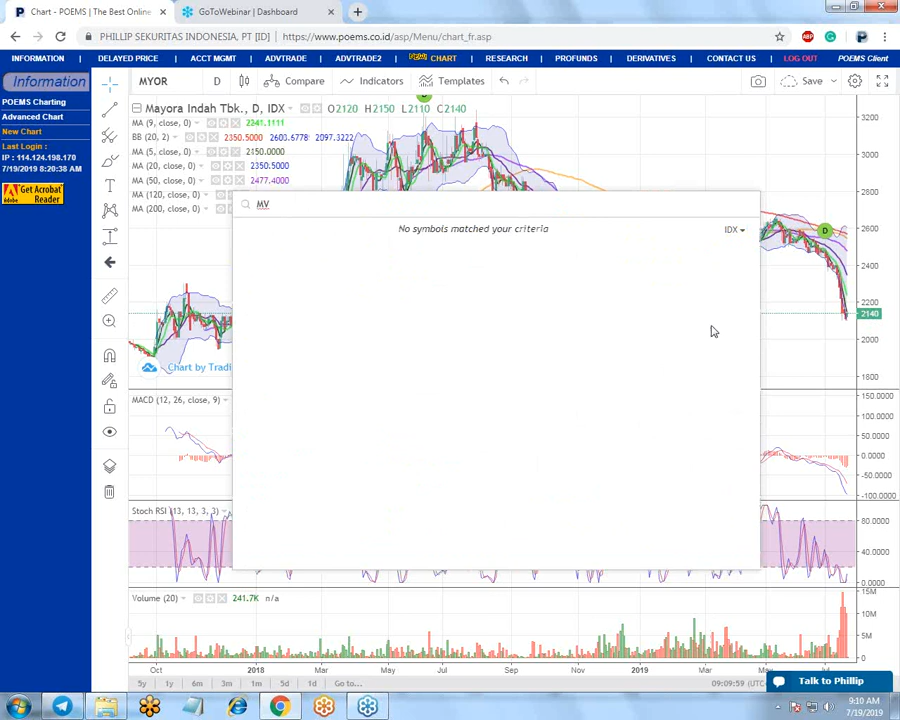 Chart - POEMS | The Best Online
GoToWebinar | Dashboard
PHILLIP SEKURITAS INDONESIA, PT [ID]
https://www.poems.co.id/asp/Menu/chart_fr.asp
INFORMATION DELAYED PRICE ACCT MGMT ADVTRADE ADVTRADE2 NEW! CHART RESEARCH PROFUNDS DERIVATIVES CONTACT US LOG OUT POEMS Client
Information
POEMS Charting
Advanced Chart
New Chart
Last Login :
IP : 114.124.198.170
7/19/2019 8:20:38 AM
Get Acrobat
Reader
MYOR D Compare Indicators Templates Save
Mayora Indah Tbk., D, IDX O2120 H2150 L2110 C2140
MA (9, close, 0) 2341.1111
BB (20, 2) 2350.5000 2603.6778 2097.3222
MA (5, close, 0) 2150.0000
MA (20, close, 0) 2350.5000
MA (50, close, 0) 2477.4000
MA (120, close, 0)
MA (200, close, 0)
MV
No symbols matched your criteria
IDX
D
D
3200
3000
2800
2600
2400
2200
2140
1800
Chart by Tradi
MACD (12, 26, close, 9)
150.0000
100.0000
50.0000
0.0000
-50.0000
-100.0000
Stoch RSI (13, 13, 3, 3)
80.0000
40.0000
0.0000
Volume (20) 241.7K n/a
15M
10M
5M
0
Oct 2018 Mar May Jul Sep Nov 2019 Mar
5y 1y 6m 3m 1m 5d 1d Go to...
09:09:59 (UTC
Talk to Phillip
9:10 AM
7/19/2019